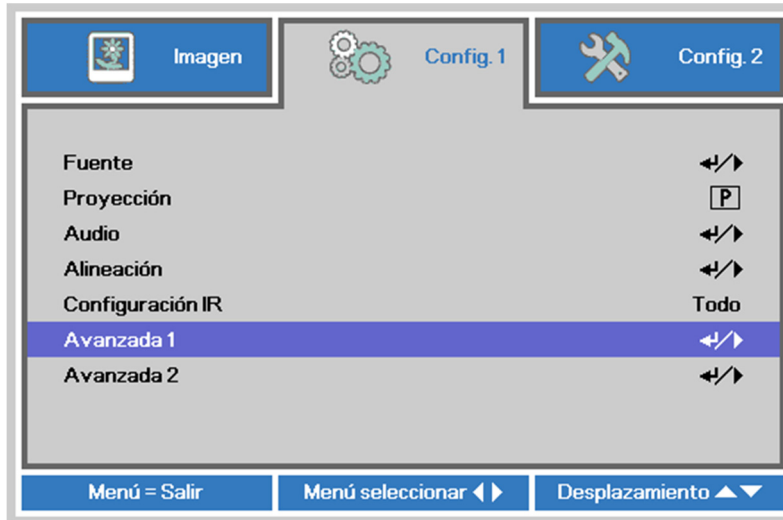 Imagen
Config. 1
Config. 2
Fuente
Proyección P
Audio
Alineación
Configuración IR Todo
Avanzada 1
Avanzada 2
Menú = Salir
Menú seleccionar
Desplazamiento